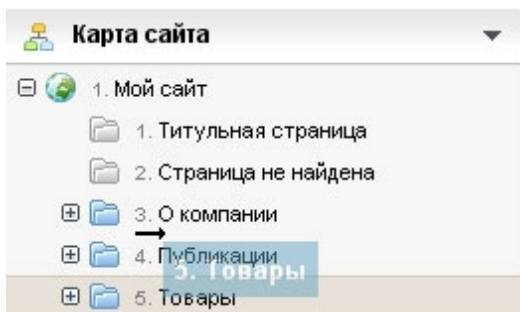 Карта сайта
1. Мой сайт
1. Титульная страница
2. Страница не найдена
3. О компании
4. Публикации
5. Товары
5. Товары